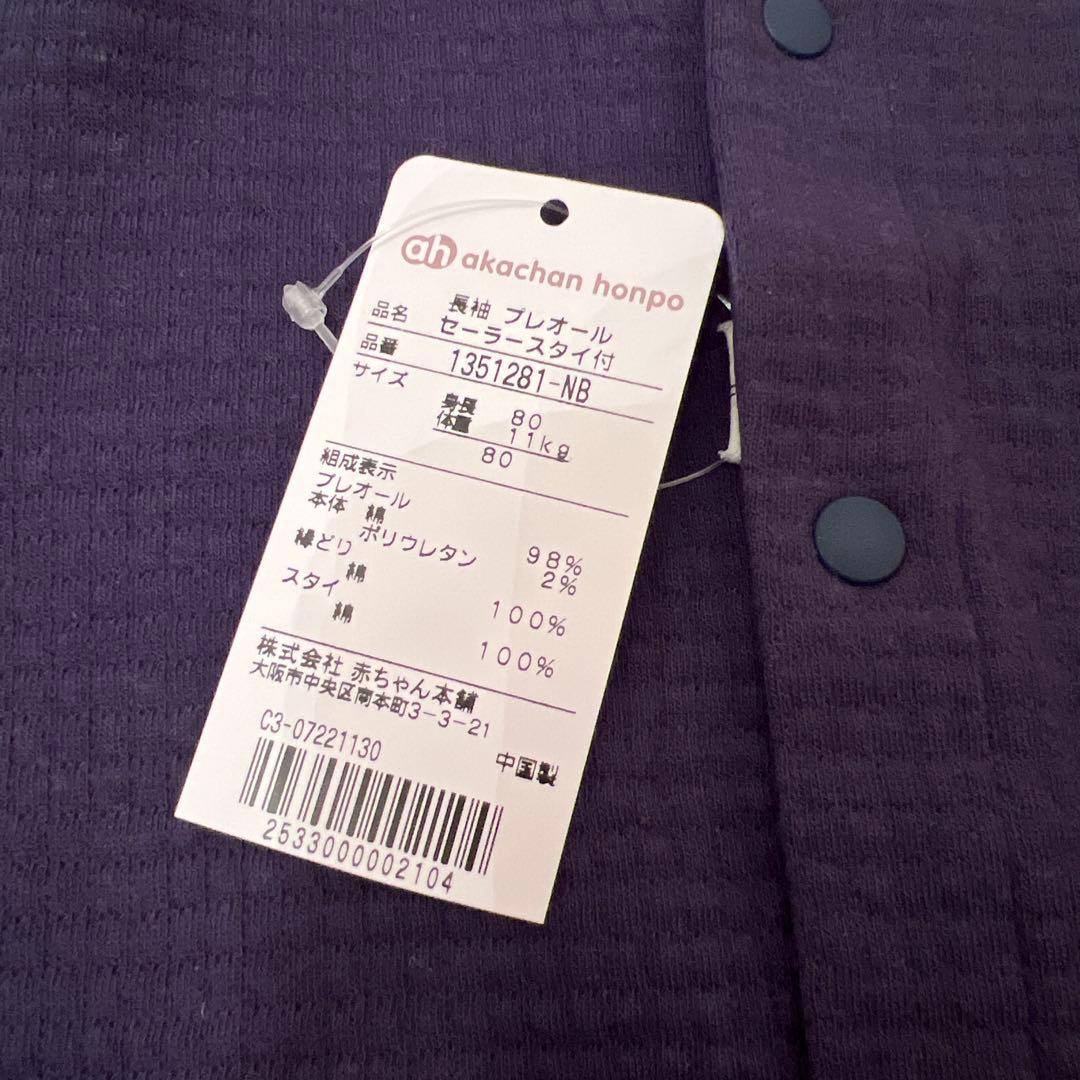 ah akachan honpo
品名 長袖 プレオール
セーラースタイ付
品番 1351281-NB
サイズ
身長 80
体重 11kg
80
組成表示
プレオール
本体 綿 98%
ポリウレタン 2%
縁どり
綿 100%
スタイ
綿 100%
株式会社 赤ちゃん本舗
大阪市中央区南本町3-3-21
C3-07221130
中国製
2533000002104